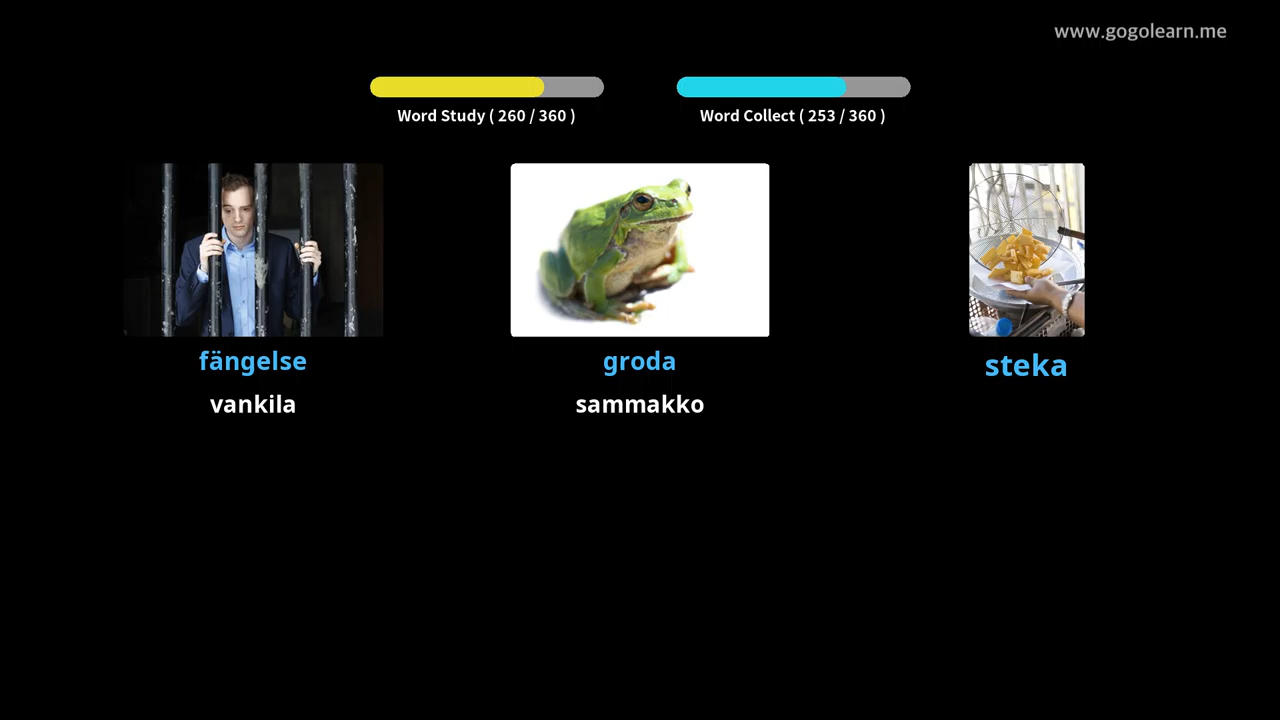 www.gogolearn.me
Word Study ( 260 / 360 )
Word Collect ( 253 / 360 )
fängelse
groda
steka
vankila
sammakko